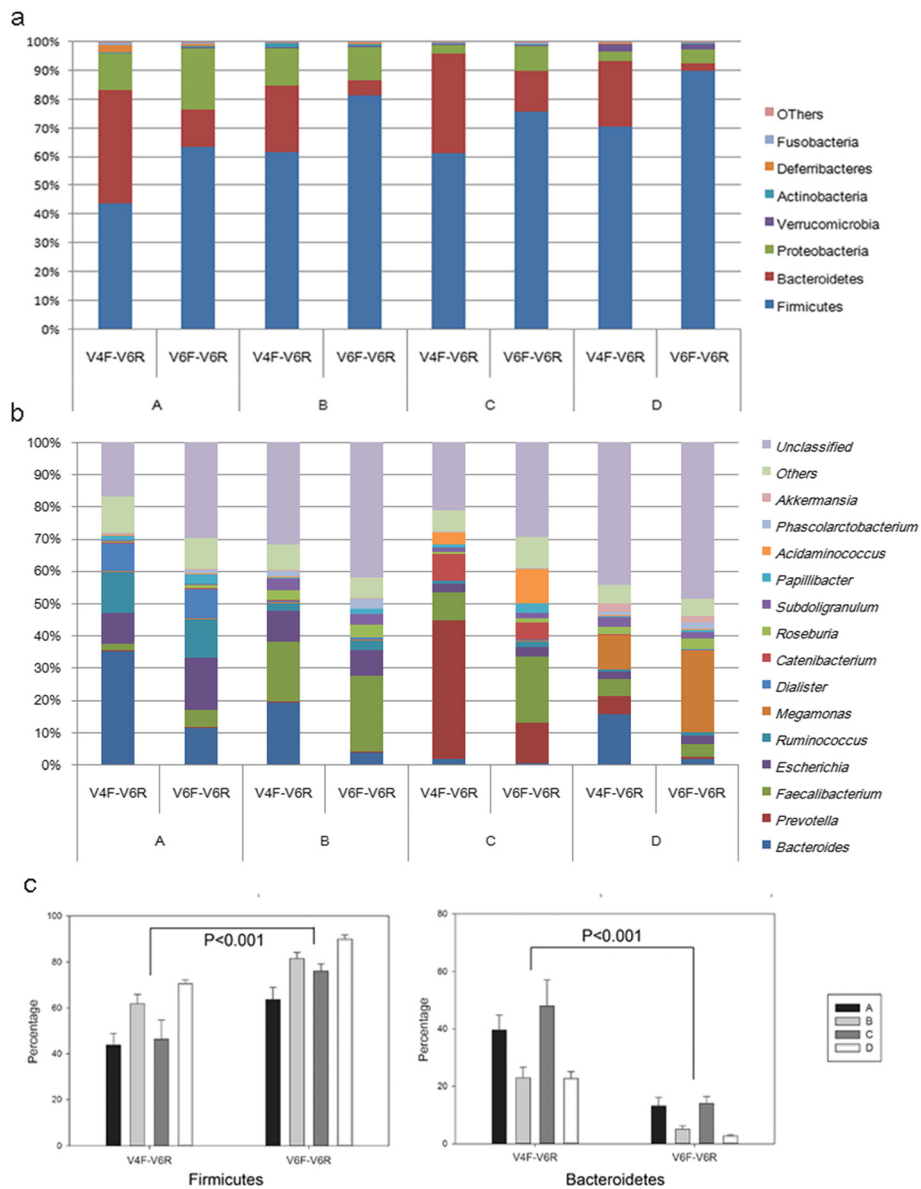 a
100%
90%
80%
70%
60%
50%
40%
30%
20%
10%
0%
V4F-V6R V6F-V6R V4F-V6R V6F-V6R V4F-V6R V6F-V6R V4F-V6R V6F-V6R
A B C D
OThers
Fusobacteria
Deferribacteres
Actinobacteria
Verrucomicrobia
Proteobacteria
Bacteroidetes
Firmicutes
b
100%
90%
80%
70%
60%
50%
40%
30%
20%
10%
0%
V4F-V6R V6F-V6R V4F-V6R V6F-V6R V4F-V6R V6F-V6R V4F-V6R V6F-V6R
A B C D
Unclassified
Others
Akkermansia
Phascolarctobacterium
Acidaminococcus
Papillibacter
Subdoligranulum
Roseburia
Catenibacterium
Dialister
Megamonas
Ruminococcus
Escherichia
Faecalibacterium
Prevotella
Bacteroides
c
100
80
60
40
20
0
Percentage
P<0.001
V4F-V6R V6F-V6R
Firmicutes
80
60
40
20
0
Percentage
P<0.001
V4F-V6R V6F-V6R
Bacteroidetes
A
B
C
D